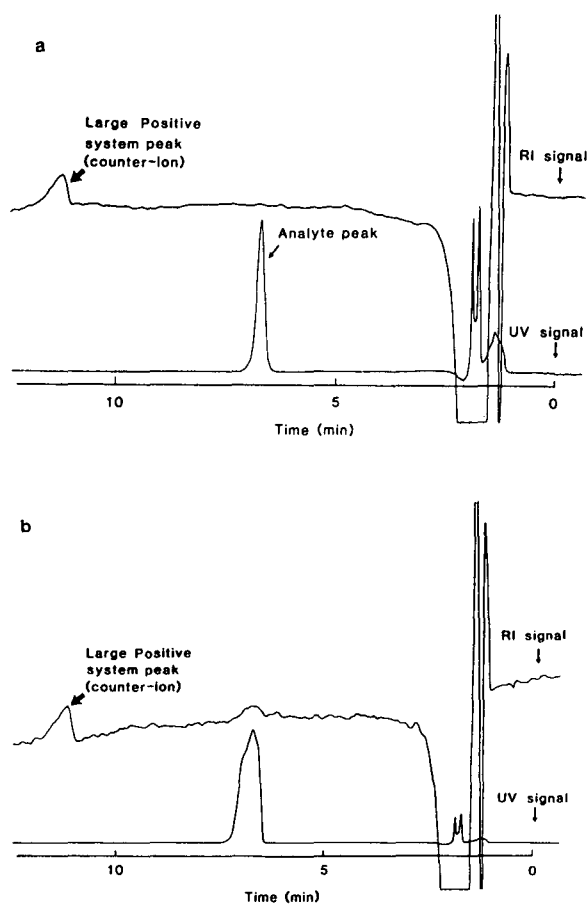 a
Large Positive
system peak
(counter-ion)
RI signal
Analyte peak
UV signal
10 5 0
Time (min)
b
Large Positive
system peak
(counter-ion)
RI signal
UV signal
10 5 0
Time (min)